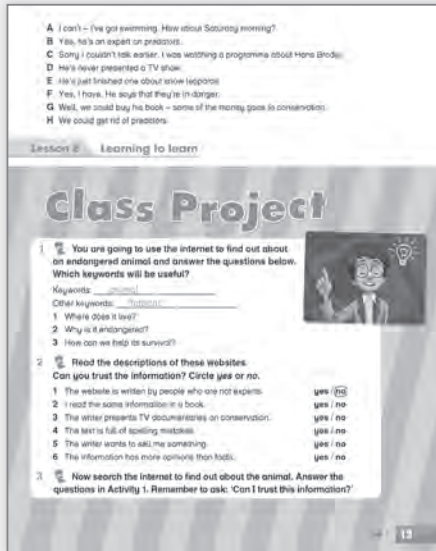 A I can't – I've got swimming. How about Saturday morning?
B Yes, he's an expert on predators.
C Sorry I couldn't talk earlier. I was watching a programme about Hans Brodel.
D He's never presented a TV show.
E He's just finished one about snow leopards.
F Yes, I have. He says that they're in danger.
G Well, we could buy his book – some of the money goes to conservation.
H We could get rid of predators.
Lesson 8 Learning to learn
Class Project
1 You are going to use the internet to find out about
an endangered animal and answer the questions below.
Which keywords will be useful?
Keywords: animal
Other keywords: habitat
1 Where does it live?
2 Why is it endangered?
3 How can we help its survival?
2 Read the descriptions of these websites.
Can you trust the information? Circle yes or no.
1 The website is written by people who are not experts. yes / no
2 I read the same information in a book. yes / no
3 The writer presents TV documentaries on conservation. yes / no
4 The text is full of spelling mistakes. yes / no
5 The writer wants to sell me something. yes / no
6 The information has more opinions than facts. yes / no
3 Now search the internet to find out about the animal. Answer the
questions in Activity 1. Remember to ask: 'Can I trust this information?'
13